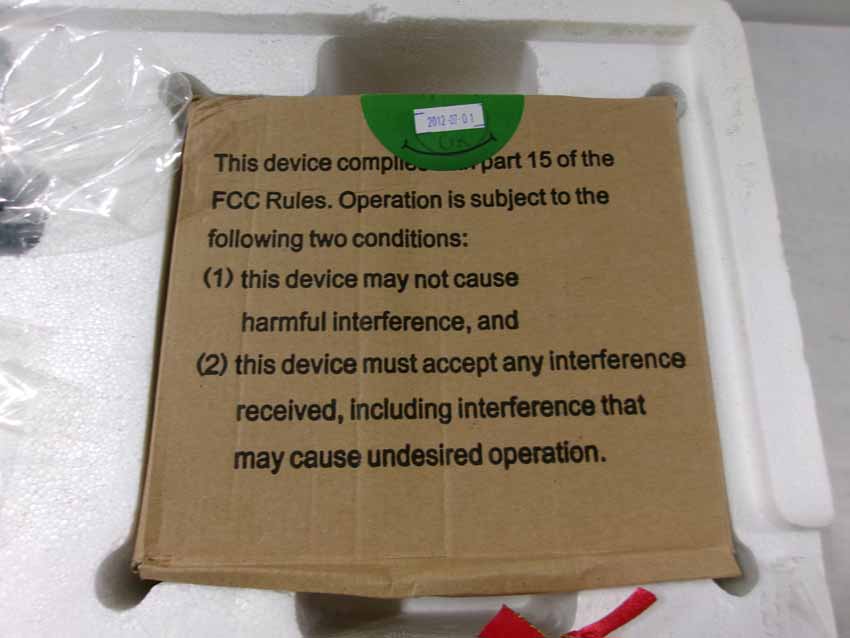 2012-07-01
OK
This device complies part 15 of the
FCC Rules. Operation is subject to the
following two conditions:
(1) this device may not cause
harmful interference, and
(2) this device must accept any interference
received, including interference that
may cause undesired operation.